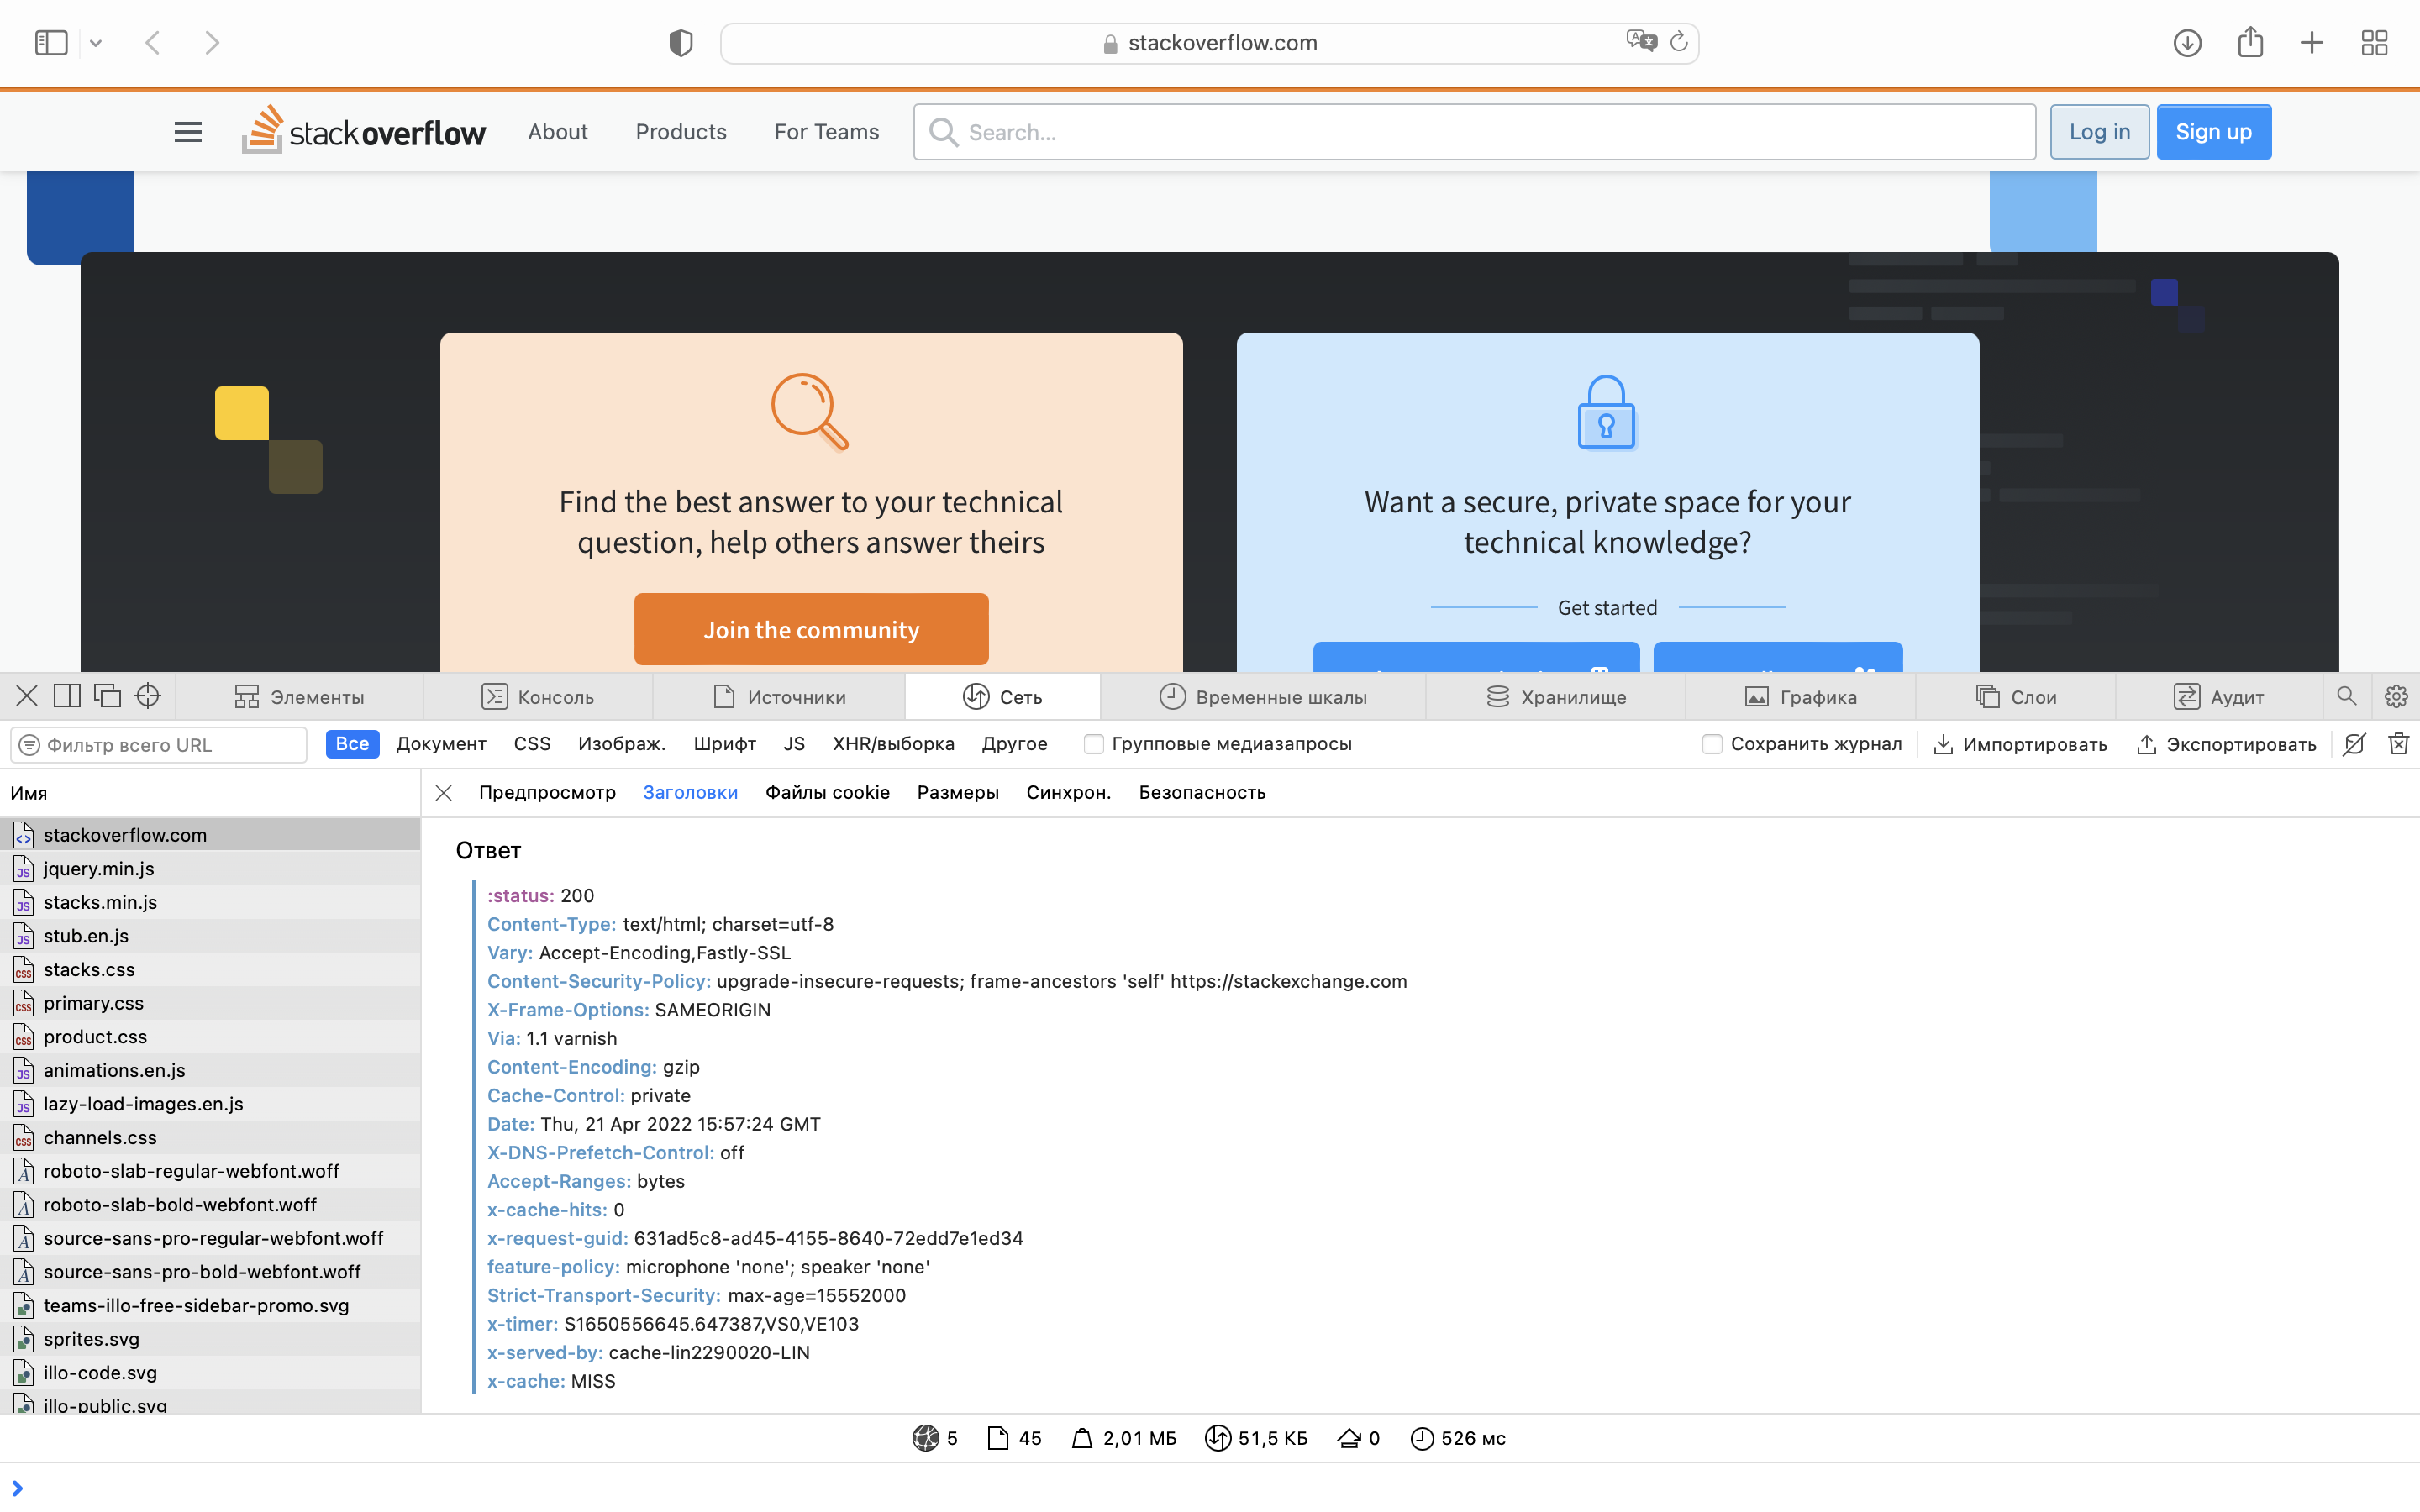 stackoverflow.com
stackoverflow
About
Products
For Teams
Search...
Log in
Sign up
Find the best answer to your technical
question, help others answer theirs
Join the community
Want a secure, private space for your
technical knowledge?
Get started
Элементы
Консоль
Источники
Сеть
Временные шкалы
Хранилище
Графика
Слои
Аудит
Фильтр всего URL
Все
Документ
CSS
Изображ.
Шрифт
JS
XHR/выборка
Другое
Групповые медиазапросы
Сохранить журнал
Импортировать
Экспортировать
Имя
Предпросмотр
Заголовки
Файлы cookie
Размеры
Синхрон.
Безопасность
stackoverflow.com
jquery.min.js
stacks.min.js
stub.en.js
stacks.css
primary.css
product.css
animations.en.js
lazy-load-images.en.js
channels.css
roboto-slab-regular-webfont.woff
roboto-slab-bold-webfont.woff
source-sans-pro-regular-webfont.woff
source-sans-pro-bold-webfont.woff
teams-illo-free-sidebar-promo.svg
sprites.svg
illo-code.svg
illo-public.svg
Ответ
:status: 200
Content-Type: text/html; charset=utf-8
Vary: Accept-Encoding,Fastly-SSL
Content-Security-Policy: upgrade-insecure-requests; frame-ancestors 'self' https://stackexchange.com
X-Frame-Options: SAMEORIGIN
Via: 1.1 varnish
Content-Encoding: gzip
Cache-Control: private
Date: Thu, 21 Apr 2022 15:57:24 GMT
X-DNS-Prefetch-Control: off
Accept-Ranges: bytes
x-cache-hits: 0
x-request-guid: 631ad5c8-ad45-4155-8640-72edd7e1ed34
feature-policy: microphone 'none'; speaker 'none'
Strict-Transport-Security: max-age=15552000
x-timer: S1650556645.647387,VS0,VE103
x-served-by: cache-lin2290020-LIN
x-cache: MISS
5
45
2,01 МБ
51,5 КБ
0
526 мс